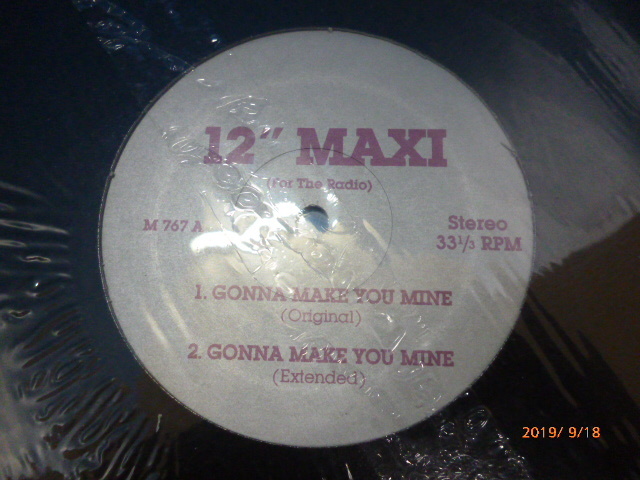 12" MAXI
(For The Radio)
M 767 A
Stereo
33⅓ RPM
1. GONNA MAKE YOU MINE
(Original)
2. GONNA MAKE YOU MINE
(Extended)
2019/ 9/18